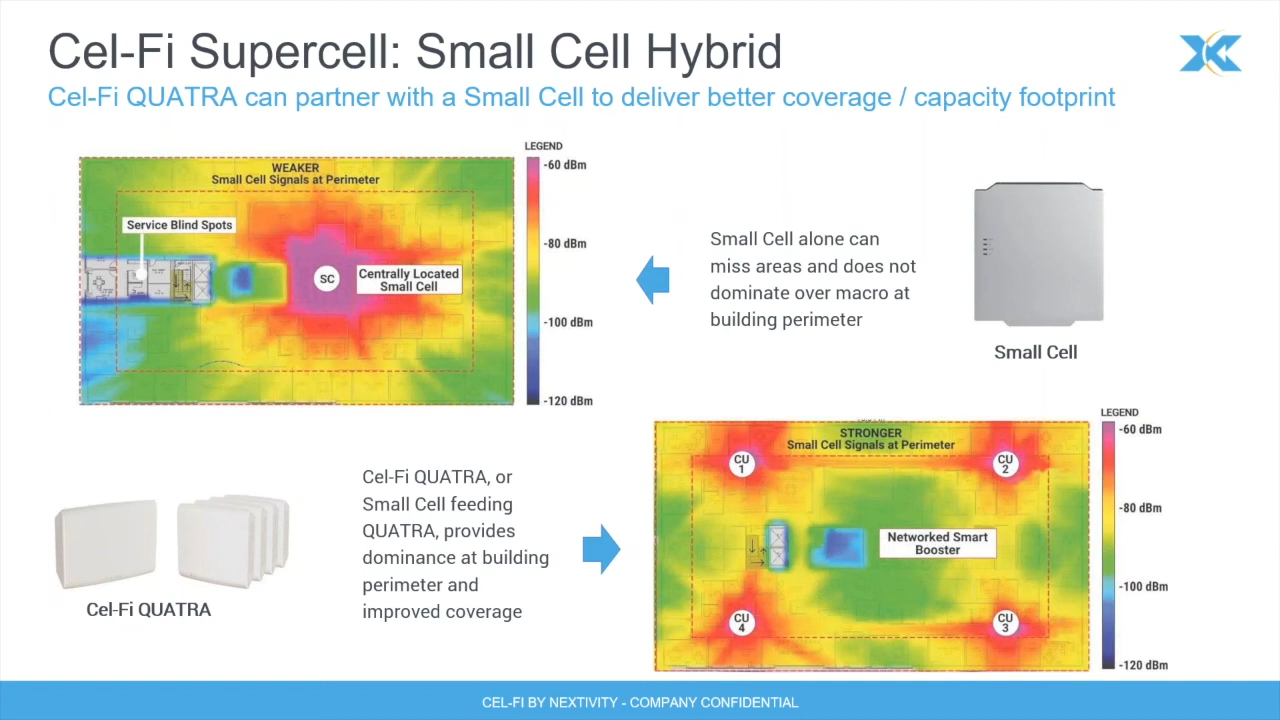 Cel-Fi Supercell: Small Cell Hybrid
Cel-Fi QUATRA can partner with a Small Cell to deliver better coverage / capacity footprint
WEAKER
Small Cell Signals at Perimeter
Service Blind Spots
SC
Centrally Located
Small Cell
LEGEND
-60 dBm
-80 dBm
-100 dBm
-120 dBm
Small Cell alone can
miss areas and does not
dominate over macro at
building perimeter
Small Cell
Cel-Fi QUATRA
Cel-Fi QUATRA, or
Small Cell feeding
QUATRA, provides
dominance at building
perimeter and
improved coverage
STRONGER
Small Cell Signals at Perimeter
CU
1
CU
2
Networked Smart
Booster
CU
4
CU
3
LEGEND
-60 dBm
-80 dBm
-100 dBm
-120 dBm
CEL-FI BY NEXTIVITY - COMPANY CONFIDENTIAL